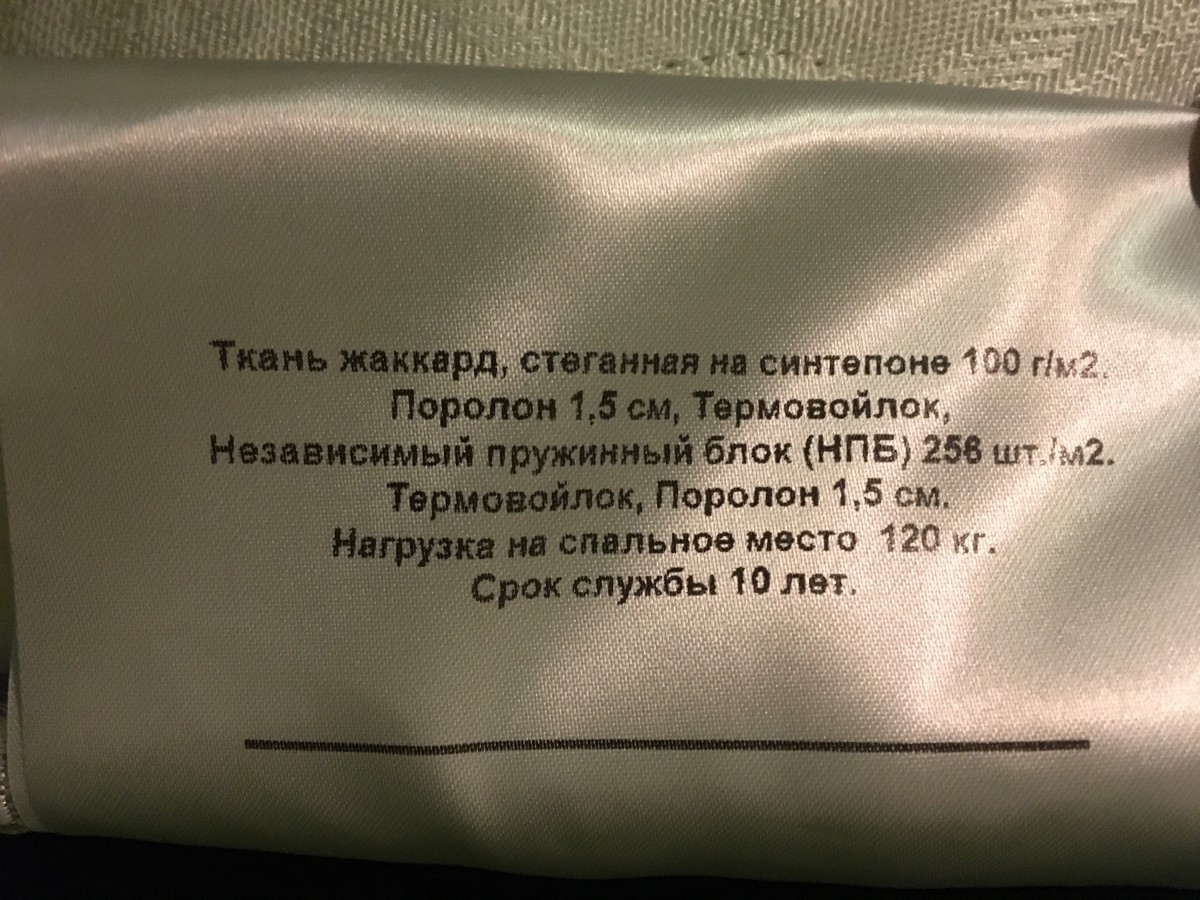 Ткань жаккард, стеганная на синтепоне 100 г/м2.
Поролон 1,5 см, Термовойлок,
Независимый пружинный блок (НПБ) 256 шт./м2.
Термовойлок, Поролон 1,5 см.
Нагрузка на спальное место 120 кг.
Срок службы 10 лет.